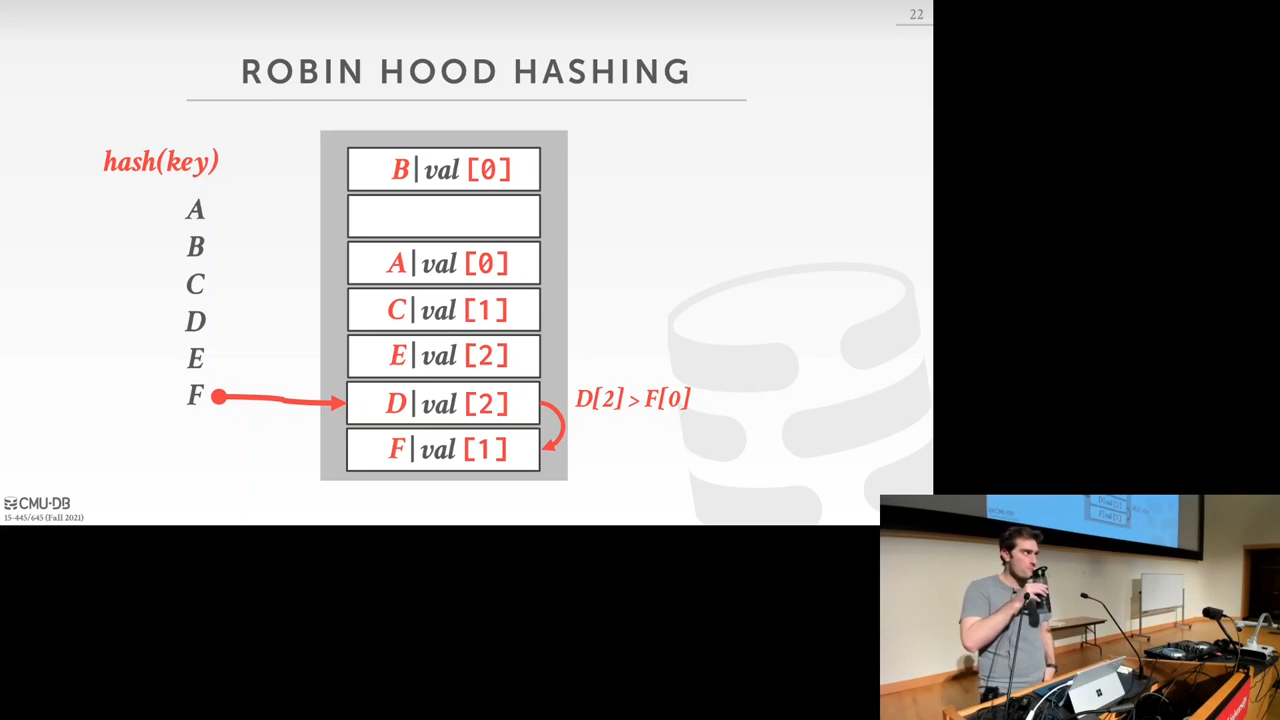 22
ROBIN HOOD HASHING
hash(key)
A
B
C
D
E
F
B|val [0]
A|val [0]
C|val [1]
E|val [2]
D|val [2]
F|val [1]
D[2] > F[0]
CMU·DB
15-445/645 (Fall 2021)